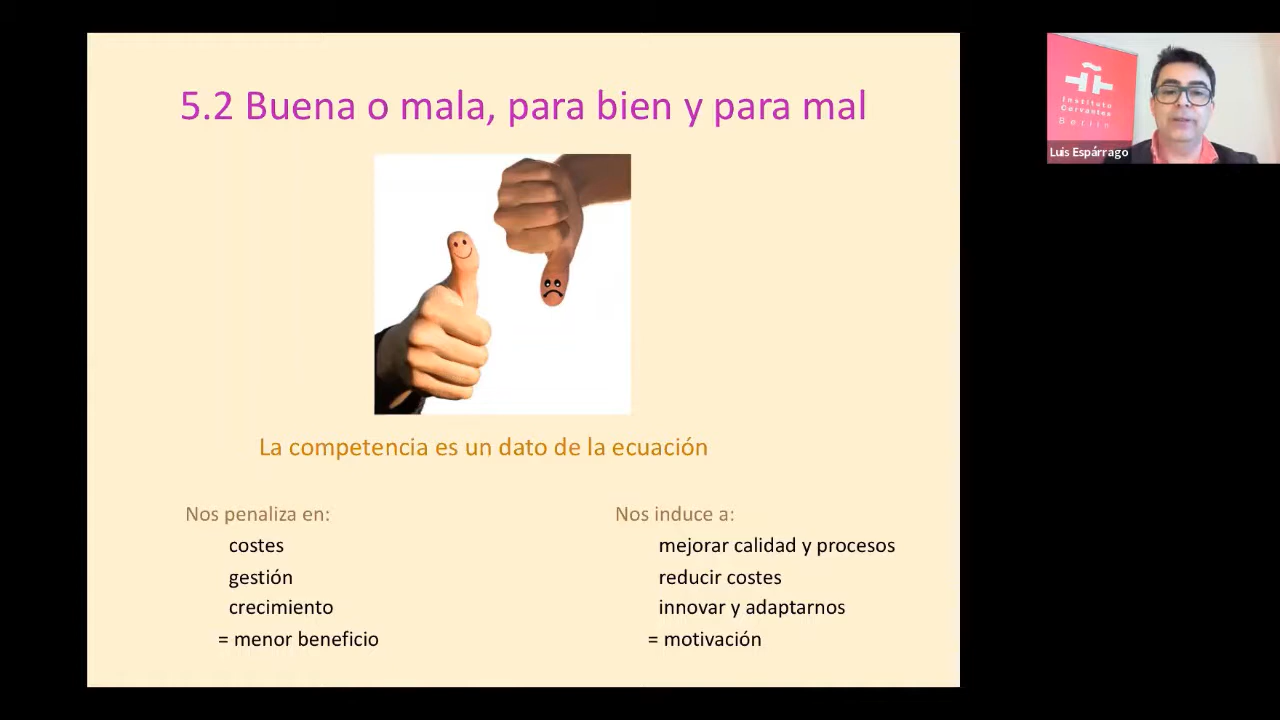 5.2 Buena o mala, para bien y para mal
La competencia es un dato de la ecuación
Nos penaliza en:
costes
gestión
crecimiento
= menor beneficio
Nos induce a:
mejorar calidad y procesos
reducir costes
innovar y adaptarnos
= motivación
Instituto
Cervantes
Berlin
Luis Espárrago